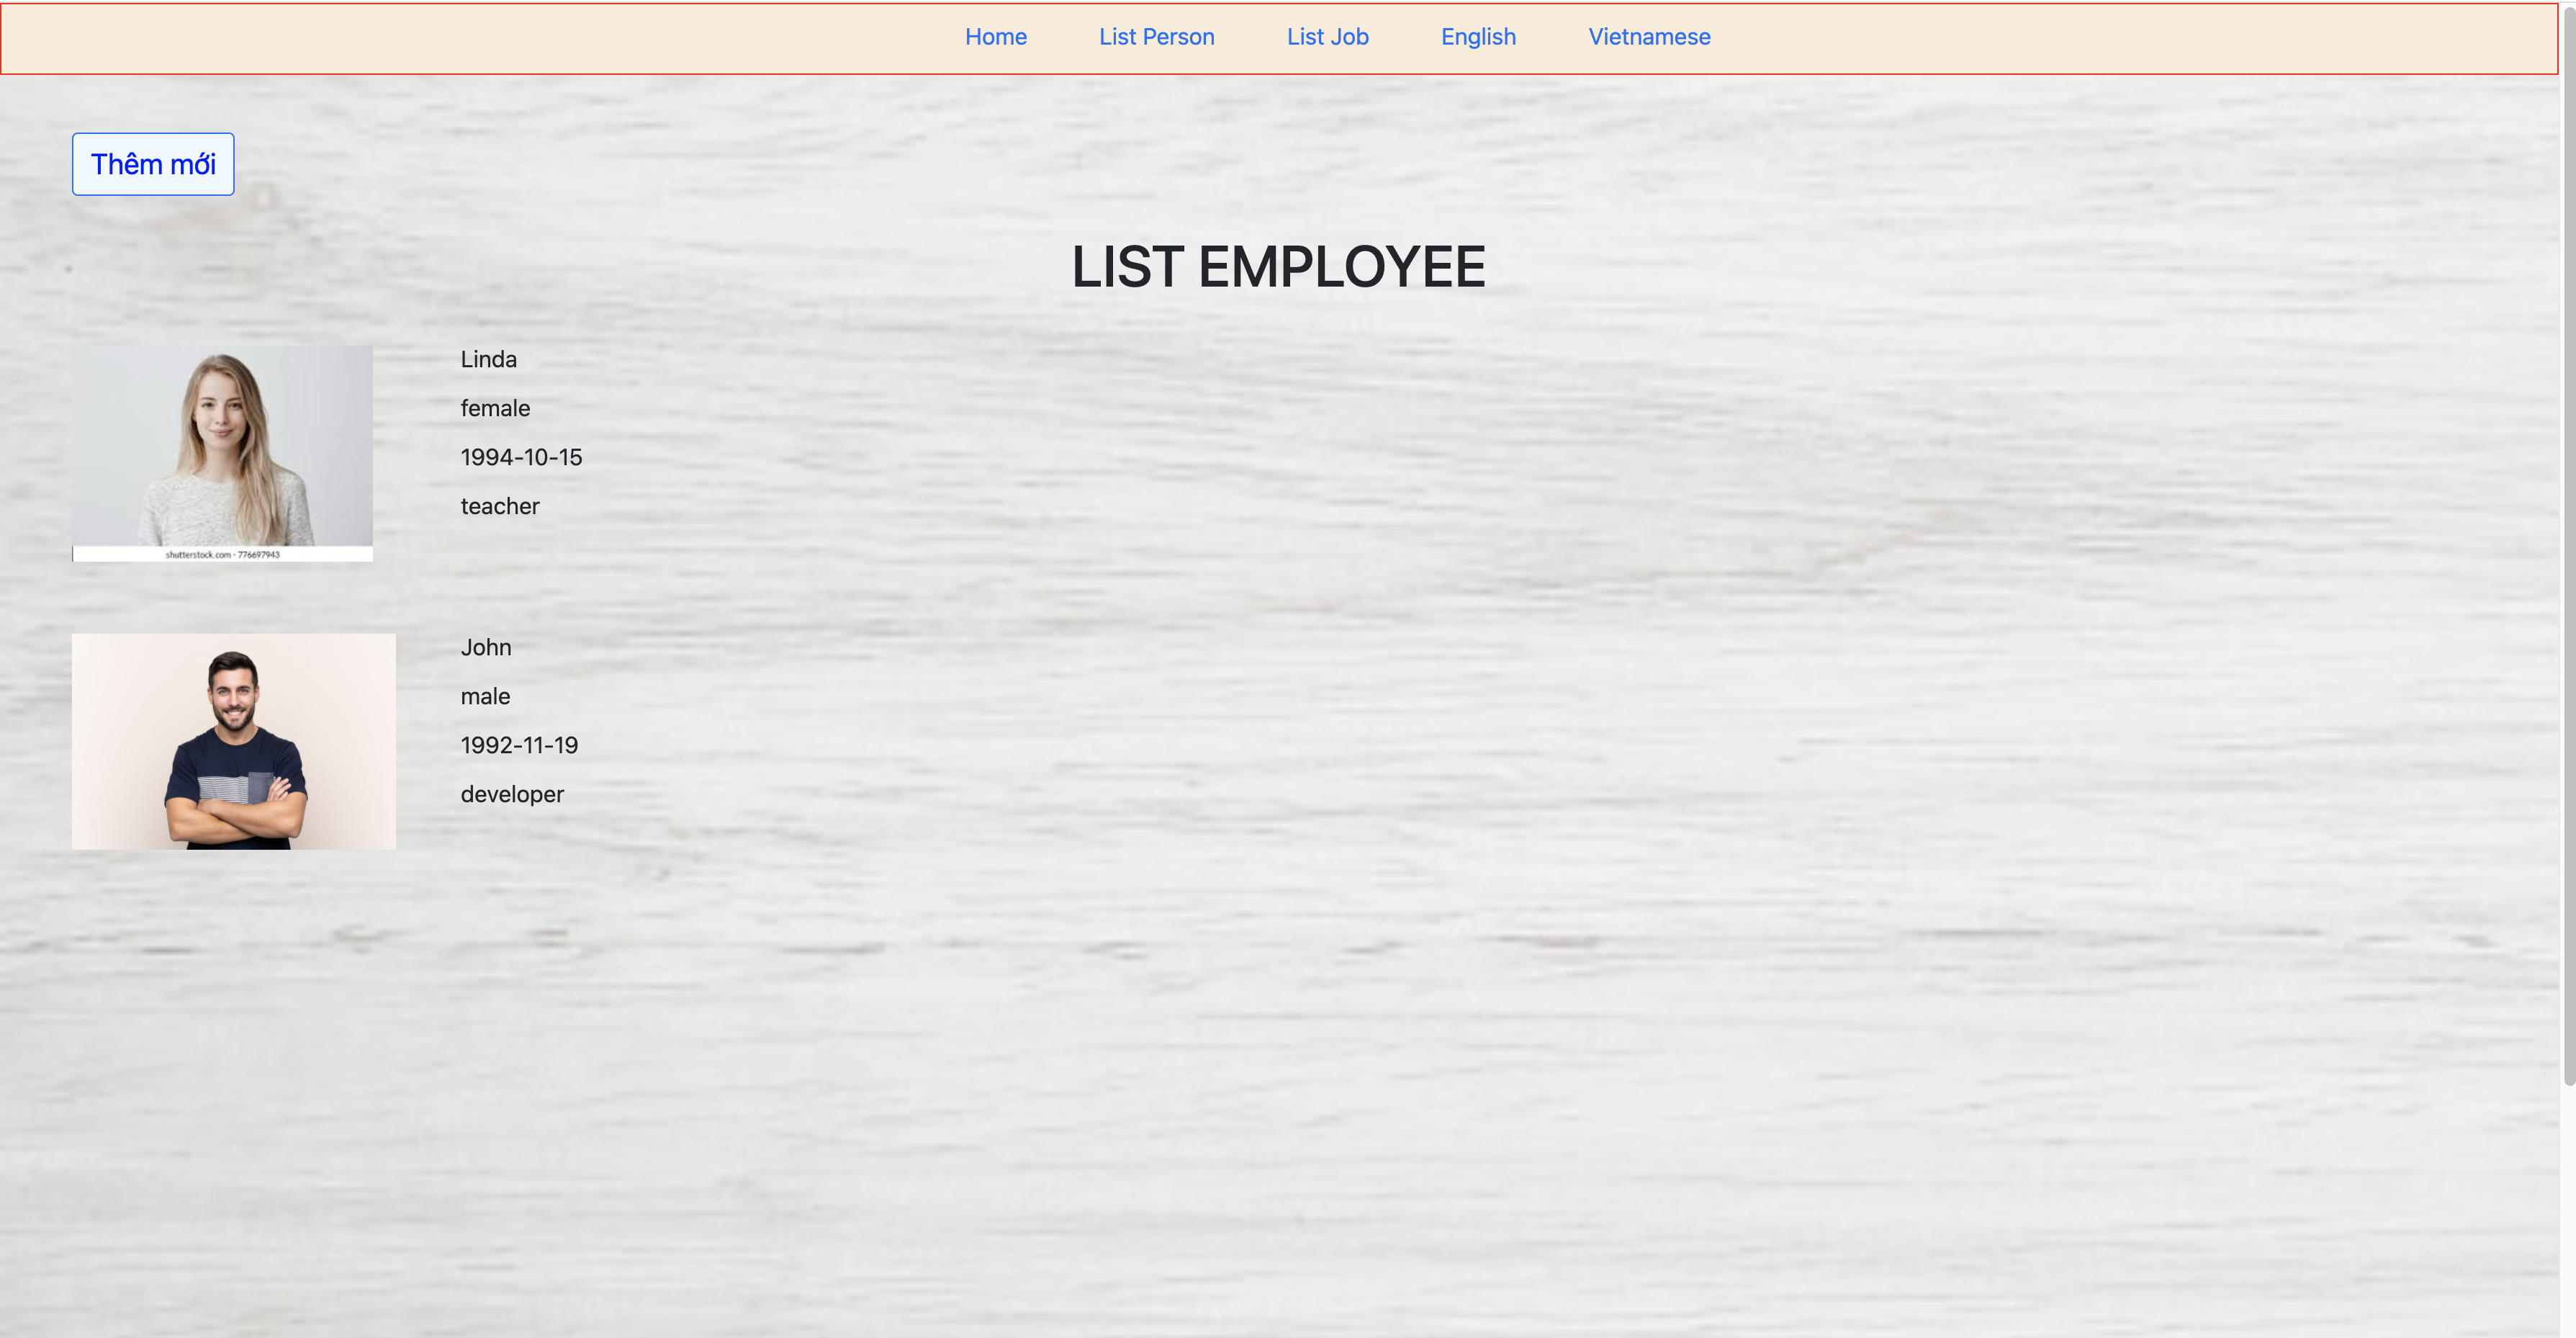 Home List Person List Job English Vietnamese
Thêm mới
LIST EMPLOYEE
Linda
female
1994-10-15
teacher
shutterstock.com · 776697943
John
male
1992-11-19
developer